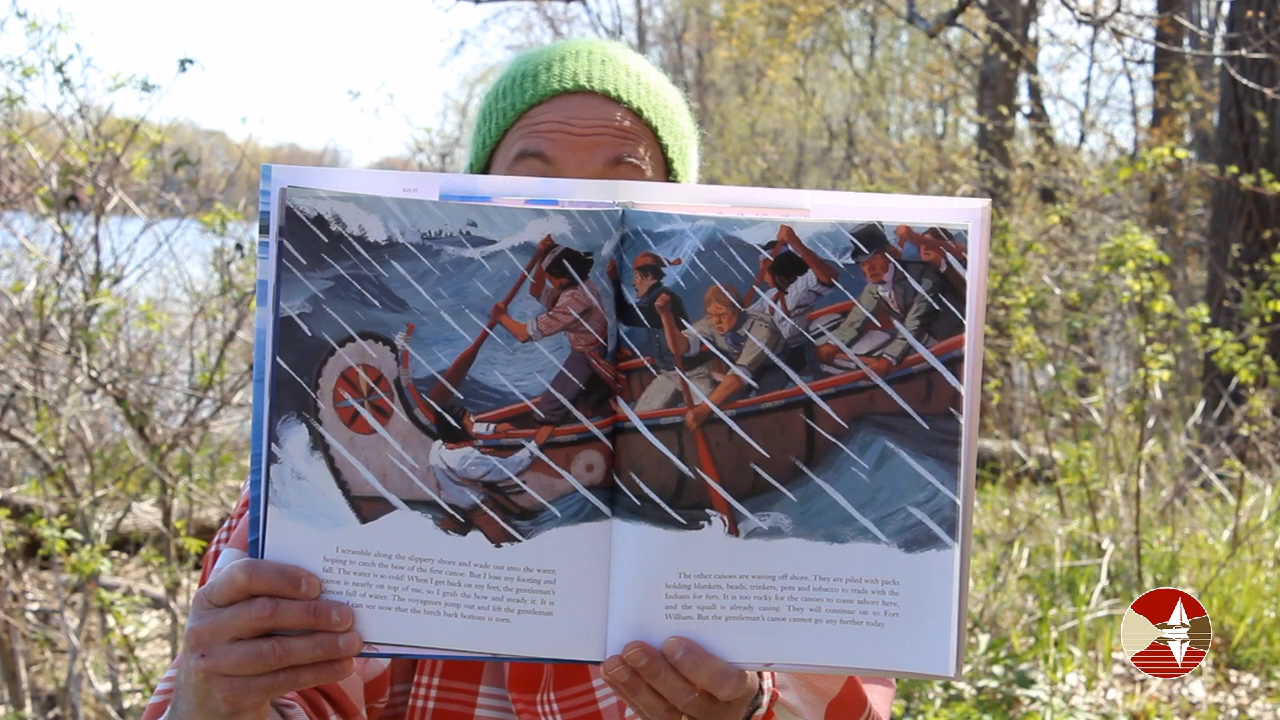 I scramble along the slippery shore and wade out into the water,
hoping to catch the bow of the first canoe. But I lose my footing and
fall. The water is so cold! When I get back on my feet, the gentleman's
canoe is nearly on top of me, so I grab the bow and steady it. It is
almost full of water. The voyageurs jump out and lift the gentleman
I can see now that the birch bark bottom is torn.
The other canoes are waiting off shore. They are piled with packs
holding blankets, beads, trinkets, pots and tobacco to trade with the
Indians for furs. It is too rocky for the canoes to come ashore here,
and the squall is already easing. They will continue on to Fort
William. But the gentleman's canoe cannot go any further today.